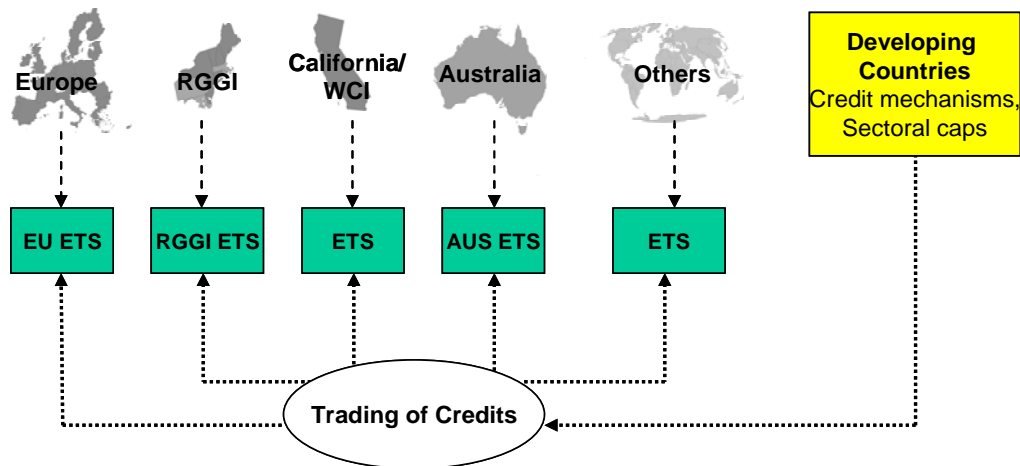 Europe
RGGI
California/
WCI
Australia
Others
Developing
Countries
Credit mechanisms,
Sectoral caps
EU ETS
RGGI ETS
ETS
AUS ETS
ETS
Trading of Credits